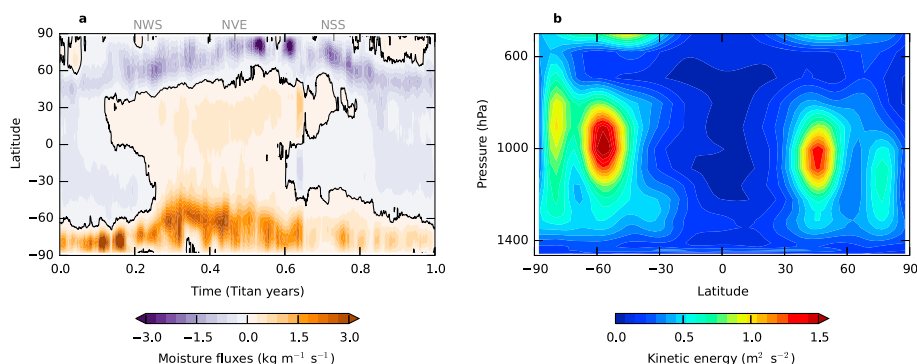 a
NWS NVE NSS
90
60
30
0
−30
−60
−90
Latitude
0.0 0.2 0.4 0.6 0.8 1.0
Time (Titan years)
−3.0 −1.5 0.0 1.5 3.0
Moisture fluxes (kg m⁻¹ s⁻¹)
b
600
1000
1400
Pressure (hPa)
−90 −60 −30 0 30 60 90
Latitude
0.0 0.5 1.0 1.5
Kinetic energy (m² s⁻²)